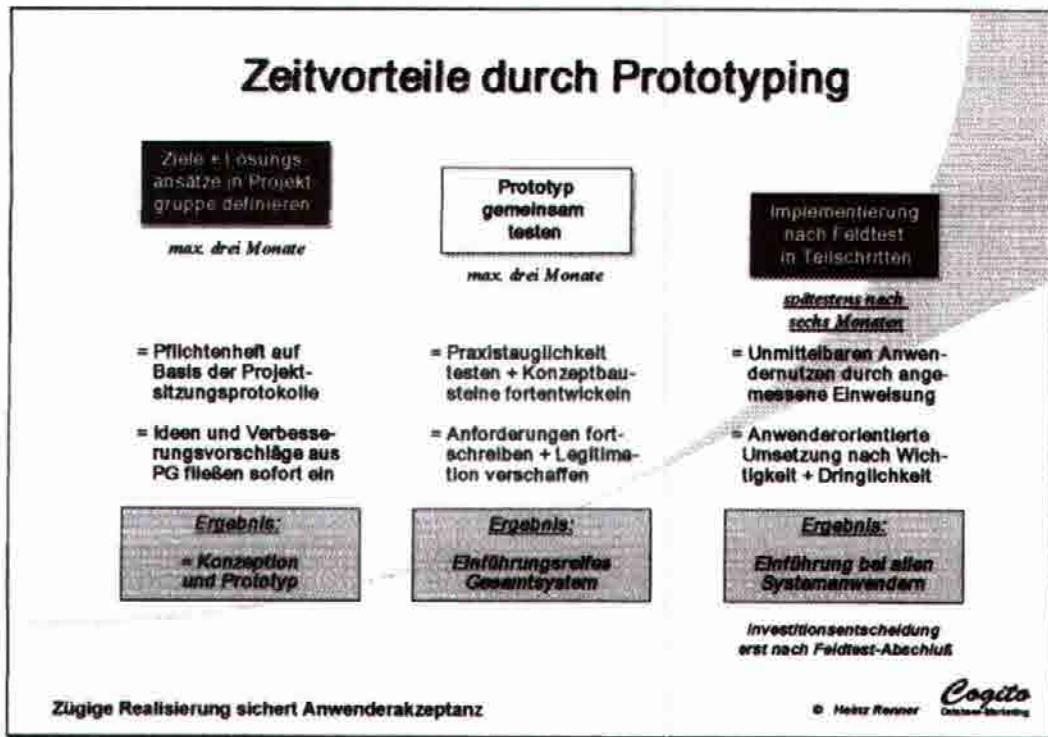 Zeitvorteile durch Prototyping
Ziele + Lösungs
ansätze in Projekt
gruppe definieren
max. drei Monate
= Pflichtenheft auf
Basis der Projekt-
sitzungsprotokolle
= Ideen und Verbesse-
rungsvorschläge aus
PG fließen sofort ein
Ergebnis:
= Konzeption
und Prototyp
Prototyp
gemeinsam
testen
max. drei Monate
= Praxistauglichkeit
testen + Konzeptbau-
steine fortentwickeln
= Anforderungen fort-
schreiben + Legitima-
tion verschaffen
Ergebnis:
Einführungsreifes
Gesamtsystem
Implementierung
nach Feldtest
in Teilschritten
spätestens nach
sechs Monaten
= Unmittelbaren Anwen-
dernutzen durch ange-
messene Einweisung
= Anwenderorientierte
Umsetzung nach Wich-
tigkeit + Dringlichkeit
Ergebnis:
Einführung bei allen
Systemanwendern
Investitionsentscheidung
erst nach Feldtest-Abschluß
Zügige Realisierung sichert Anwenderakzeptanz
© Heinz Renner
Cogito
Database-Marketing